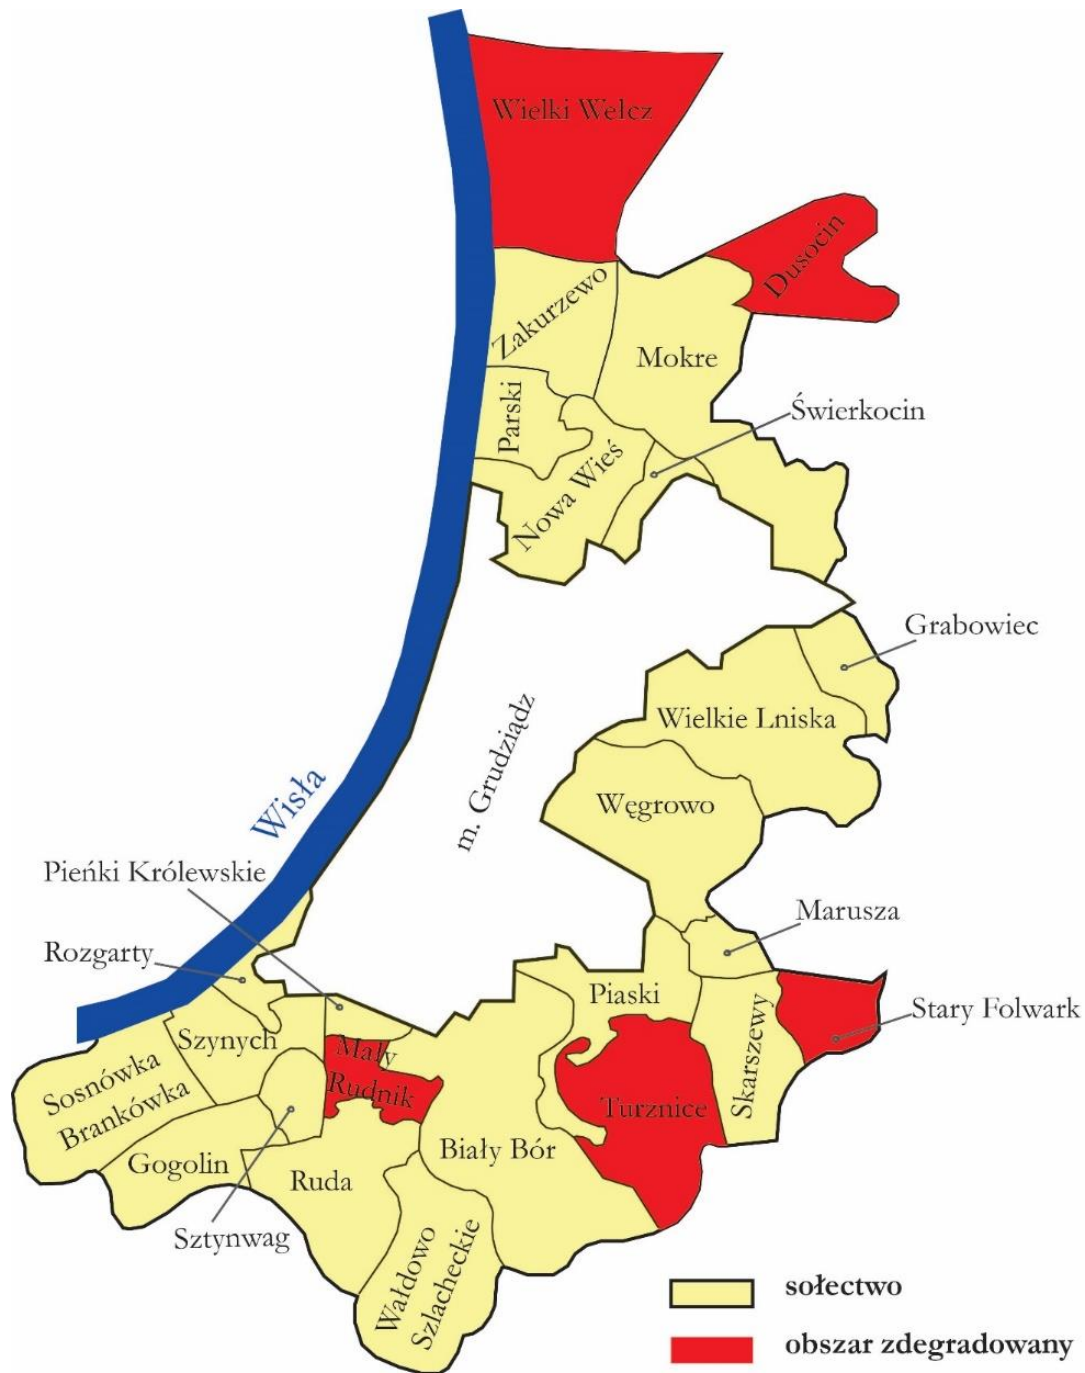 Wielki Wełcz
Dusocin
Zakurzewo
Mokre
Parski
Świerkocin
Nowa Wieś
Grabowiec
Wielkie Lniska
m. Grudziądz
Węgrowo
Wisła
Pieńki Królewskie
Marusza
Rozgarty
Piaski
Stary Folwark
Szynych
Mały
Rudnik
Skarszewy
Sosnówka
Brankówka
Turznice
Biały Bór
Gogolin
Ruda
Sztynwag
Wałdowo
Szlacheckie
sołectwo
obszar zdegradowany